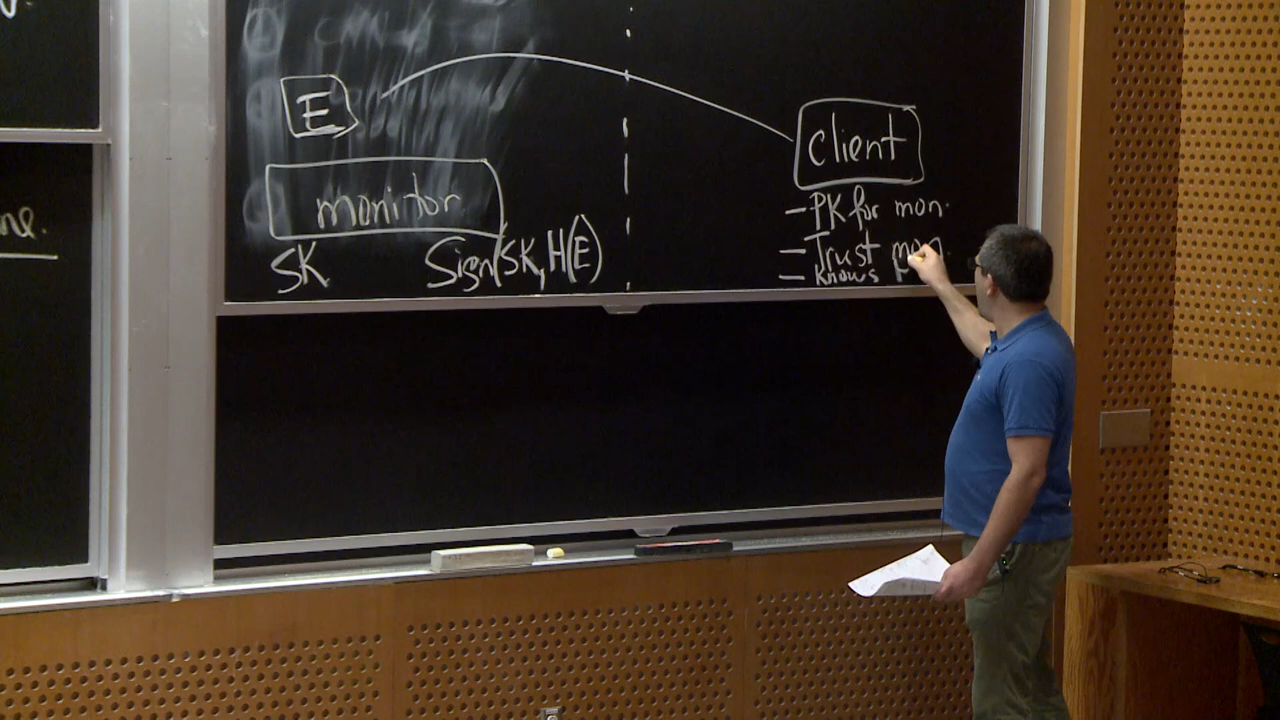 E
client
monitor
- PK for mon.
ne.
SK
Sign(SK, H(E)
- Trust mon.
- Knows